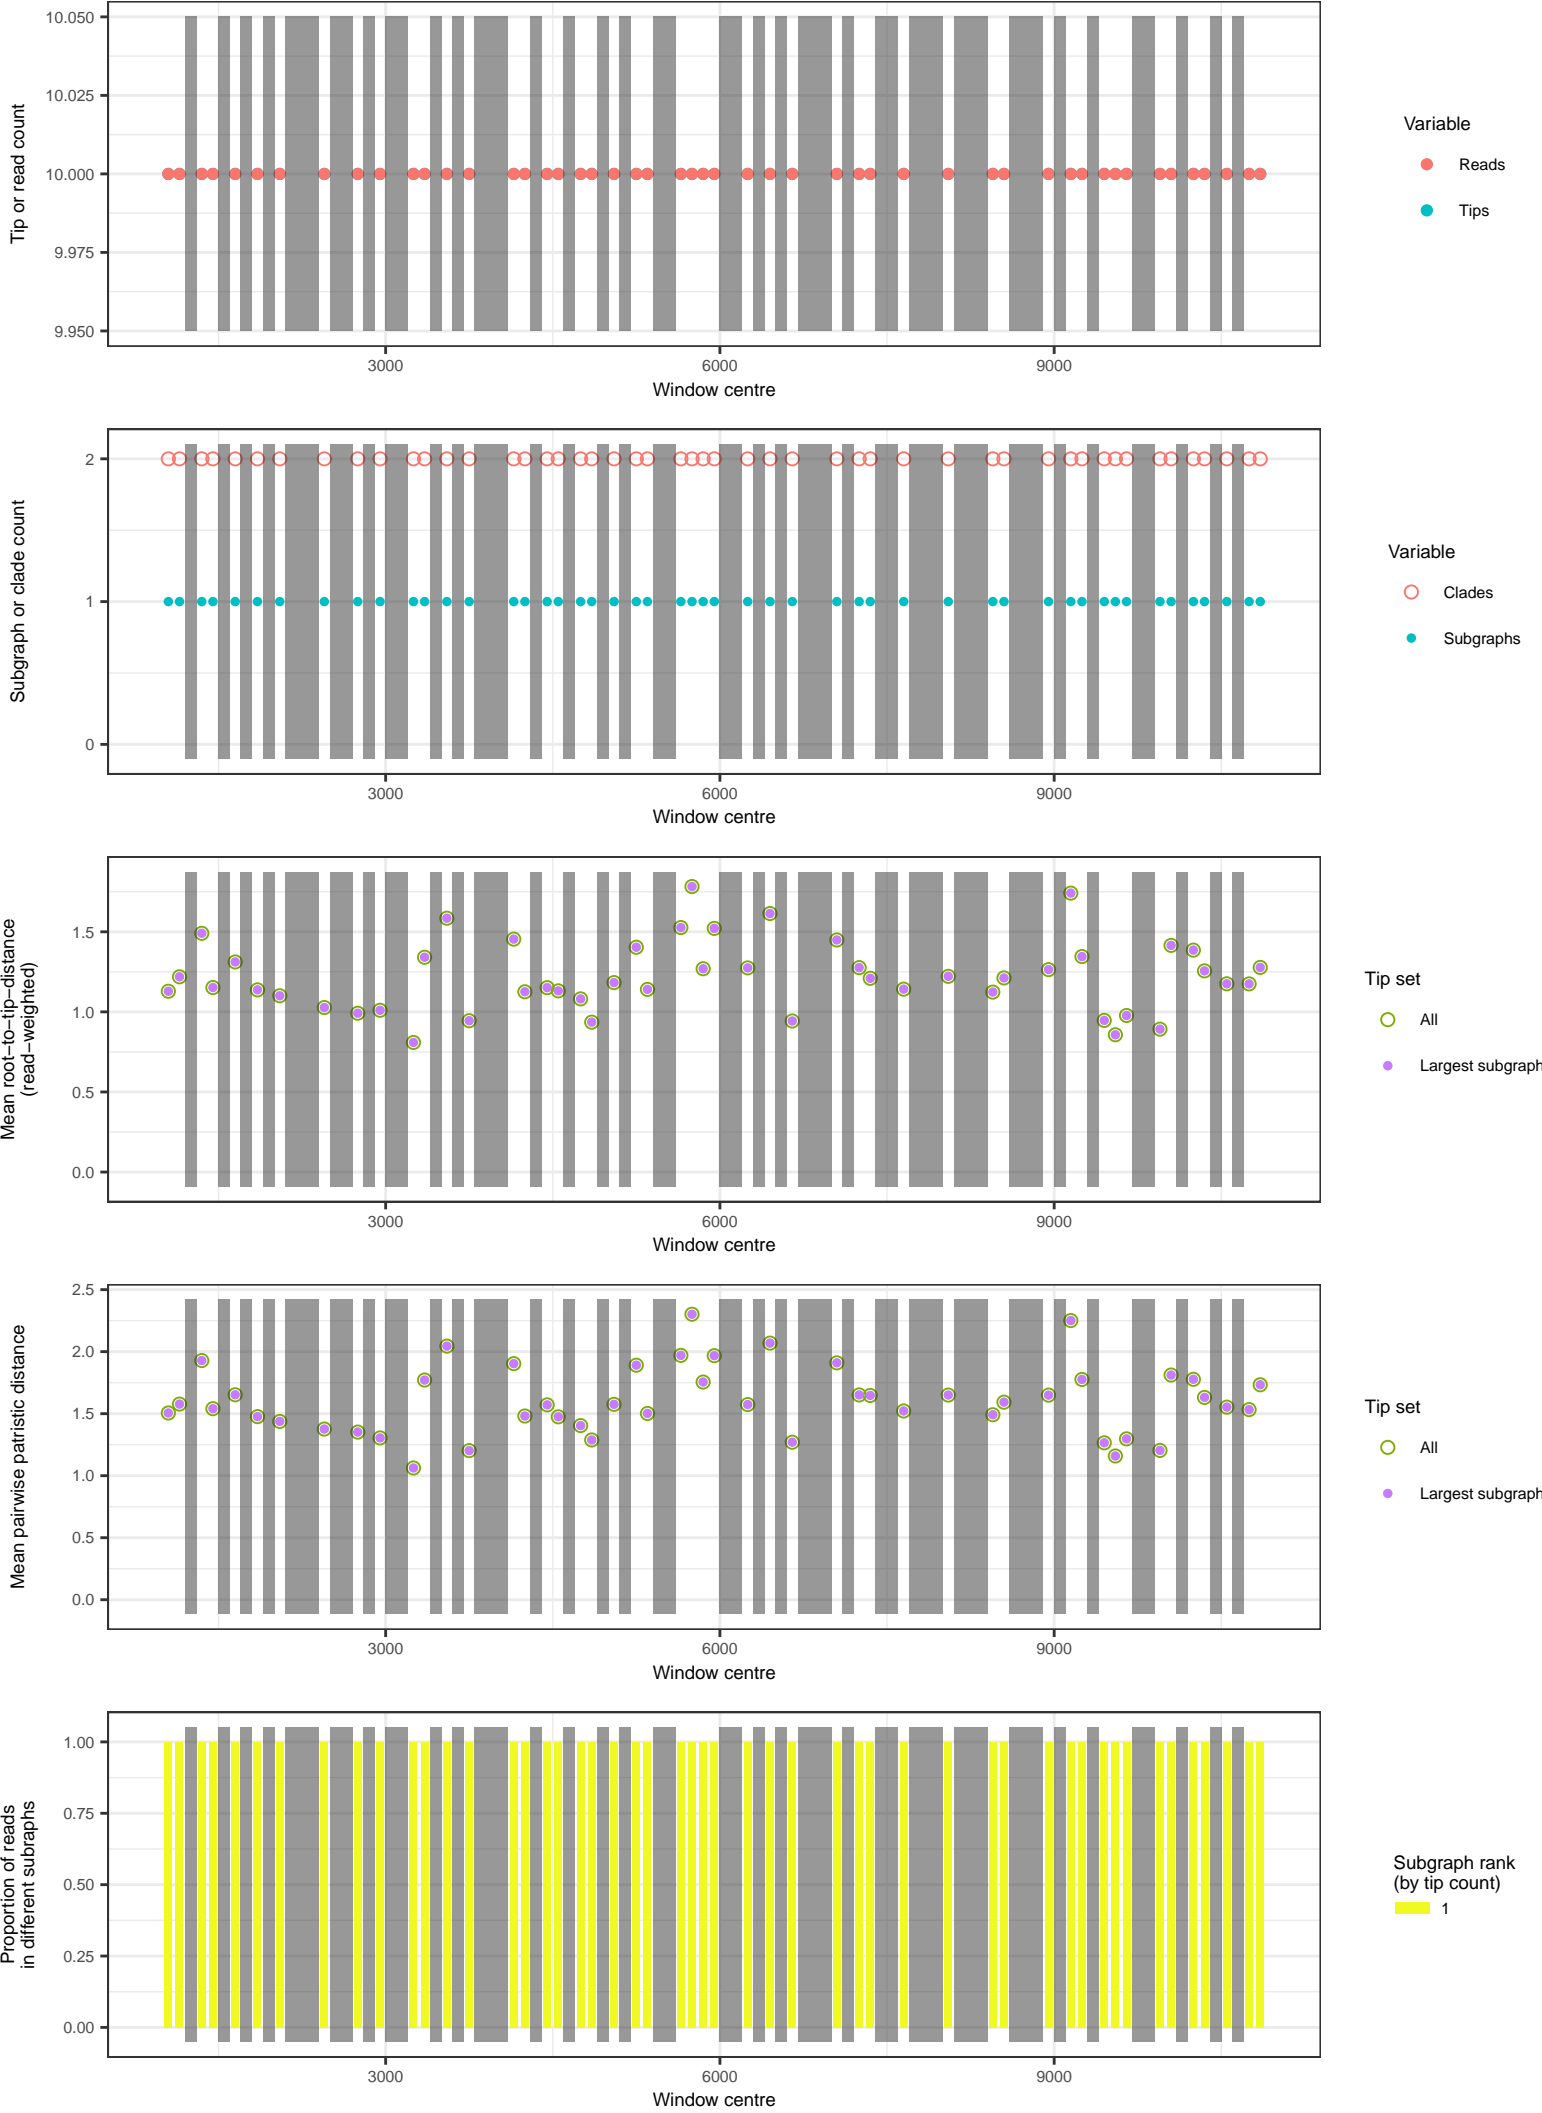 10.050
10.025
10.000
9.975
9.950
Tip or read count
3000
6000
9000
Window centre
Variable
Reads
Tips
2
1
0
Subgraph or clade count
3000
6000
9000
Window centre
Variable
Clades
Subgraphs
1.5
1.0
0.5
0.0
Mean root−to−tip−distance
(read−weighted)
3000
6000
9000
Window centre
Tip set
All
Largest subgraph
2.5
2.0
1.5
1.0
0.5
0.0
Mean pairwise patristic distance
3000
6000
9000
Window centre
Tip set
All
Largest subgraph
1.00
0.75
0.50
0.25
0.00
Proportion of reads
in different subraphs
3000
6000
9000
Window centre
Subgraph rank
(by tip count)
1